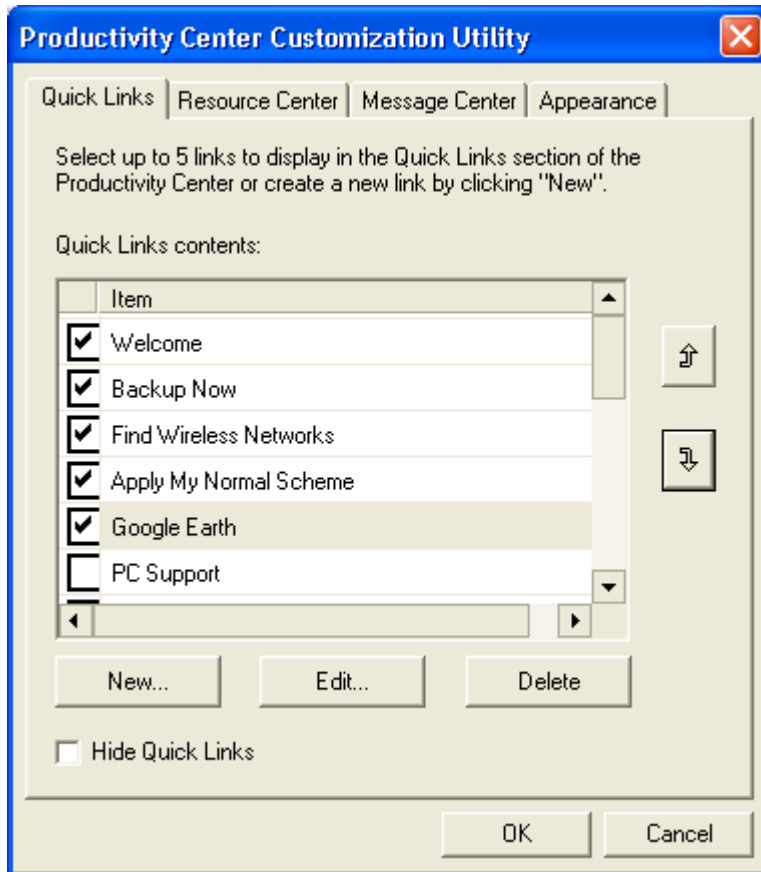 Productivity Center Customization Utility
Quick Links Resource Center Message Center Appearance
Select up to 5 links to display in the Quick Links section of the
Productivity Center or create a new link by clicking "New".
Quick Links contents:
Item
Welcome
Backup Now
Find Wireless Networks
Apply My Normal Scheme
Google Earth
PC Support
New... Edit... Delete
Hide Quick Links
OK Cancel